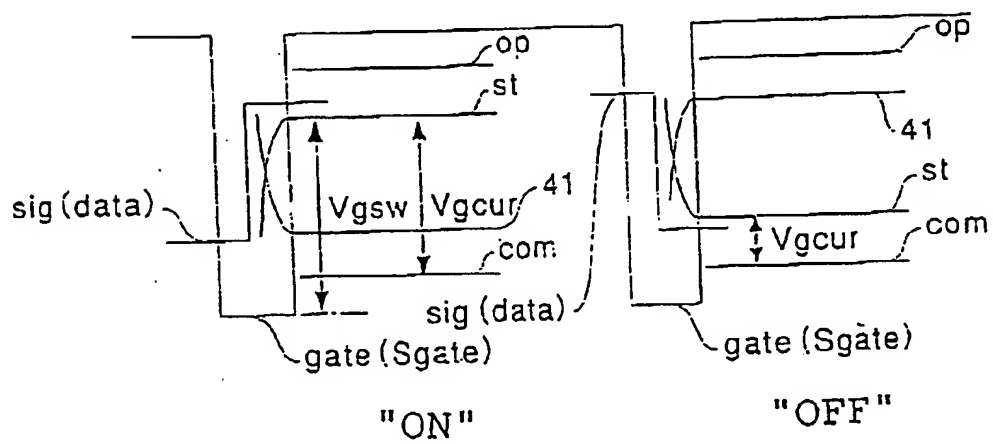 op
st
41
sig (data)
Vgsw
Vgcur
com
gate (Sgate)
"ON"
op
41
st
com
Vgcur
sig (data)
gate (Sgate)
"OFF"